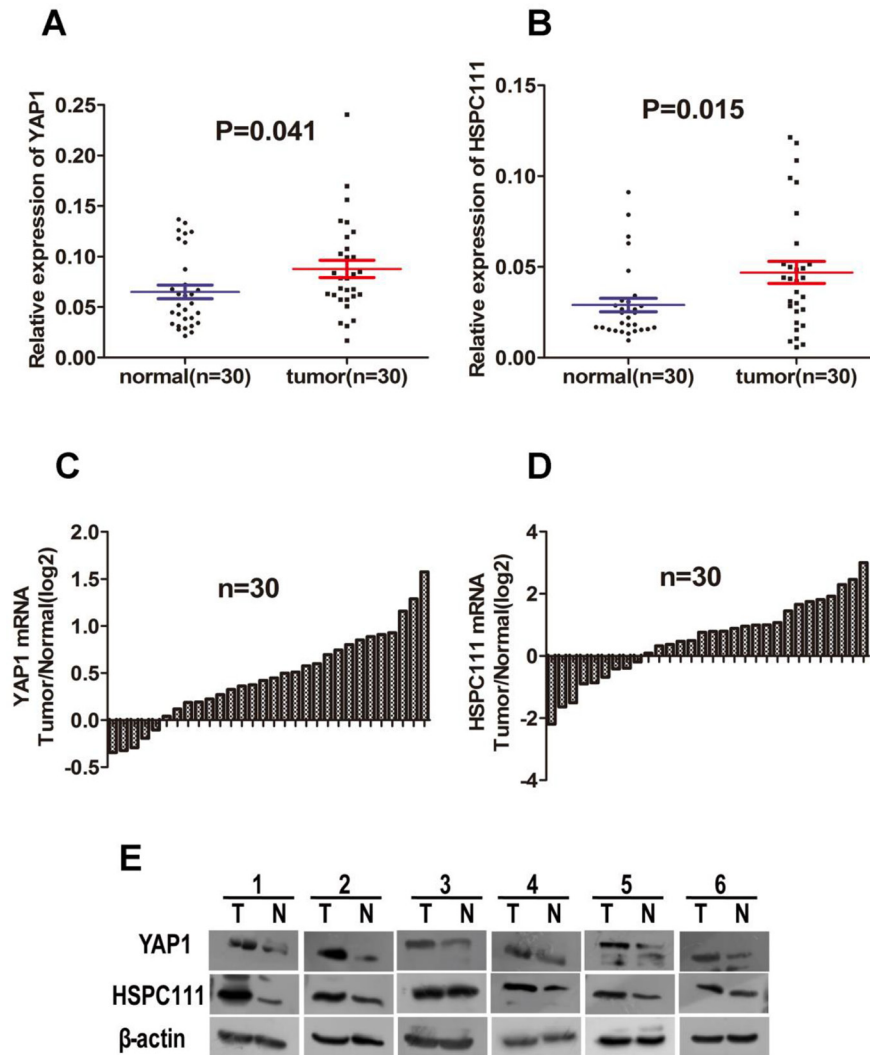 A
Relative expression of YAP1
0.25
0.20
0.15
0.10
0.05
0.00
P=0.041
normal(n=30) tumor(n=30)
B
Relative expression of HSPC111
0.15
0.10
0.05
0.00
P=0.015
normal(n=30) tumor(n=30)
C
YAP1 mRNA
Tumor/Normal(log2)
2.0
1.5
1.0
0.5
0.0
-0.5
n=30
D
HSPC111 mRNA
Tumor/Normal(log2)
4
2
0
-2
-4
n=30
E
1 2 3 4 5 6
T N T N T N T N T N T N
YAP1
HSPC111
β-actin